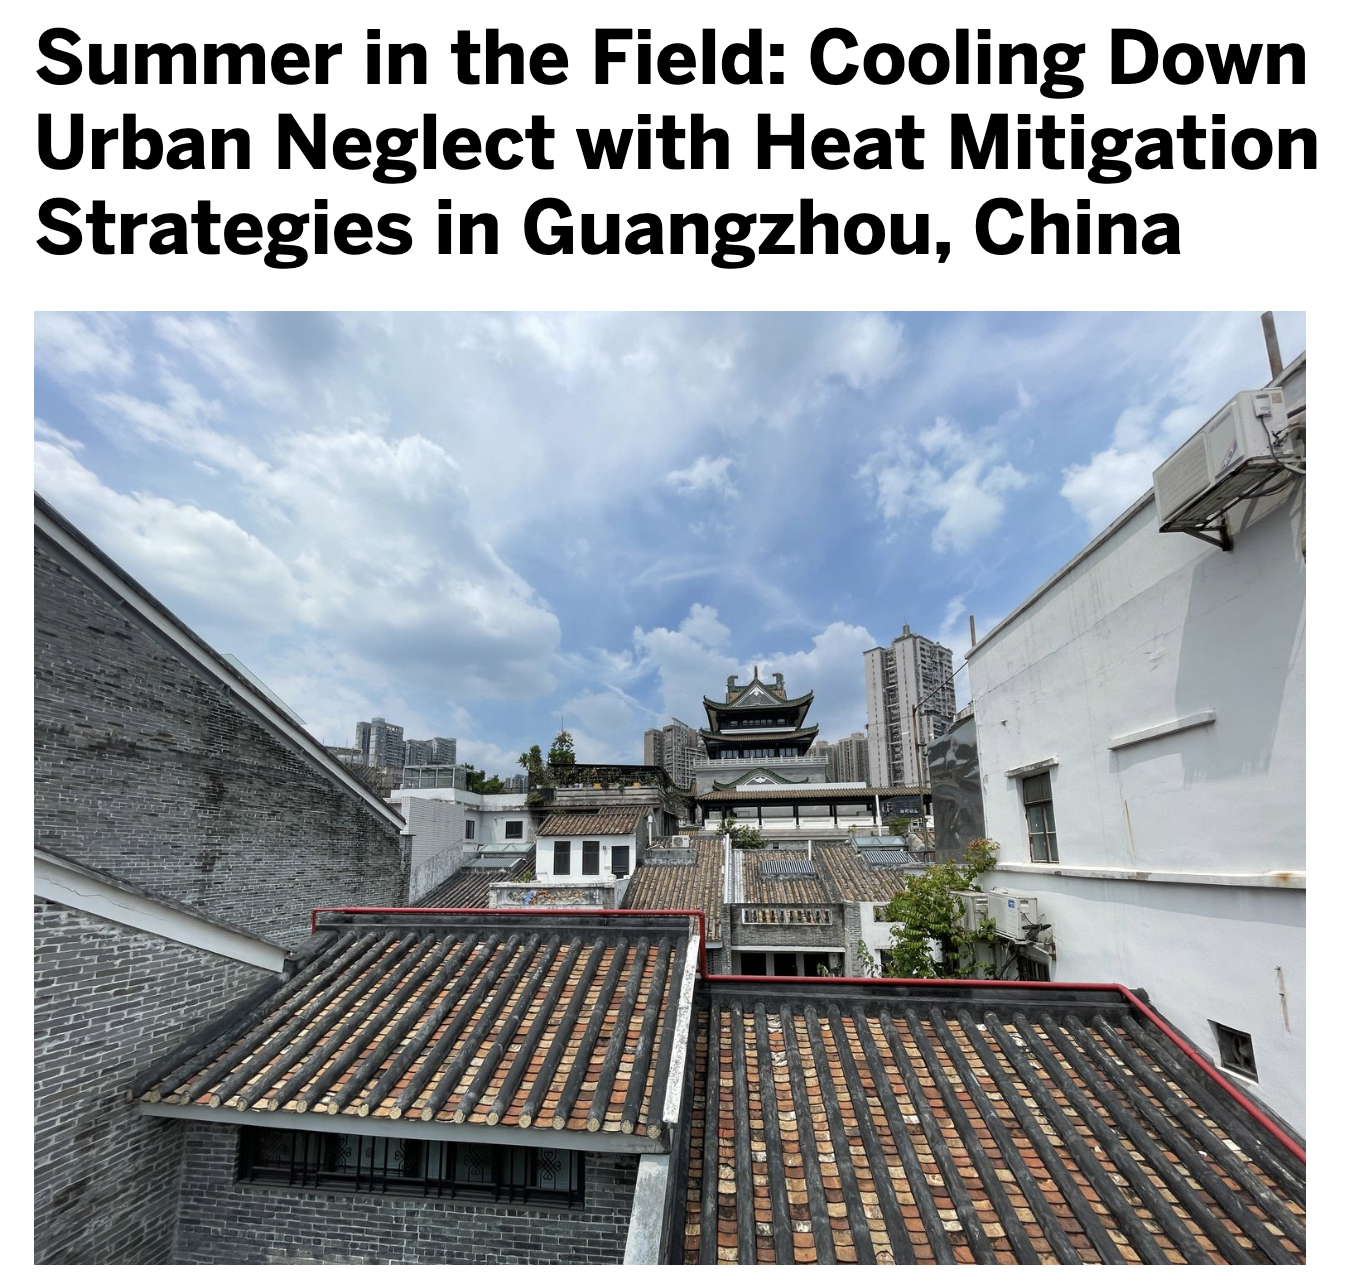 Summer in the Field: Cooling Down
Urban Neglect with Heat Mitigation
Strategies in Guangzhou, China